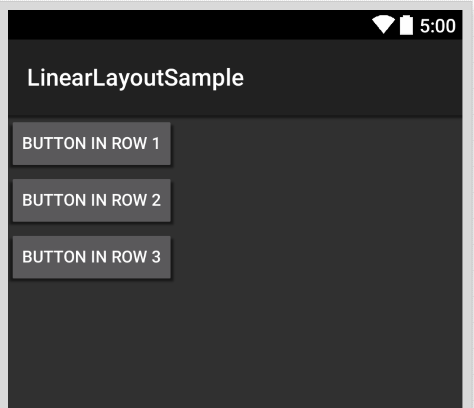 5:00
LinearLayoutSample
BUTTON IN ROW 1
BUTTON IN ROW 2
BUTTON IN ROW 3